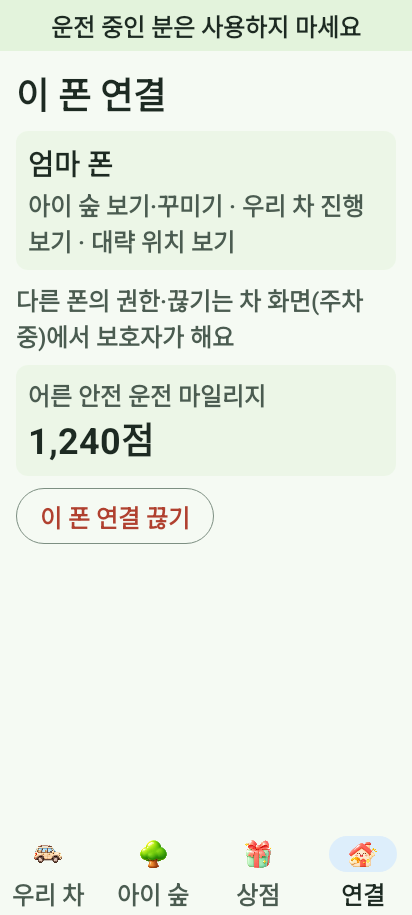 운전 중인 분은 사용하지 마세요
이 폰 연결
엄마 폰
아이 숲 보기·꾸미기 · 우리 차 진행
보기 · 대략 위치 보기
다른 폰의 권한·끊기는 차 화면(주차
중)에서 보호자가 해요
어른 안전 운전 마일리지
1,240점
이 폰 연결 끊기
우리 차
아이 숲
상점
연결